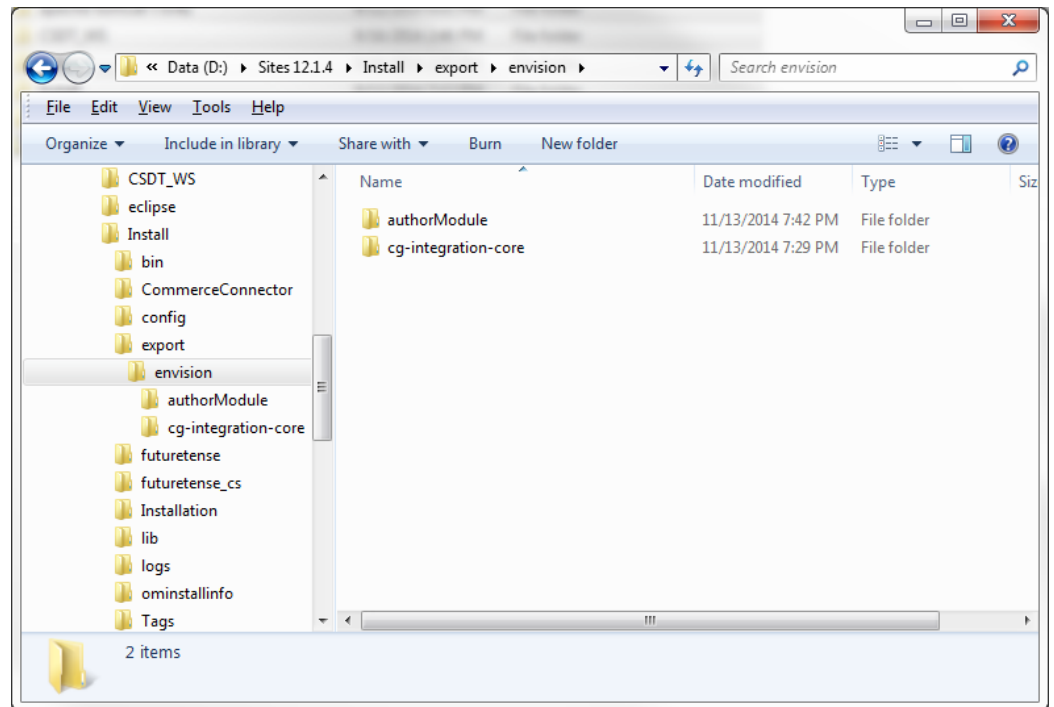 « Data (D:) ▸ Sites 12.1.4 ▸ Install ▸ export ▸ envision ▸ Search envision
File Edit View Tools Help
Organize ▾ Include in library ▾ Share with ▾ Burn New folder
CSDT_WS
eclipse
Install
bin
CommerceConnector
config
export
envision
authorModule
cg-integration-core
futuretense
futuretense_cs
Installation
lib
logs
ominstallinfo
Tags
Name Date modified Type Siz
authorModule 11/13/2014 7:42 PM File folder
cg-integration-core 11/13/2014 7:29 PM File folder
2 items